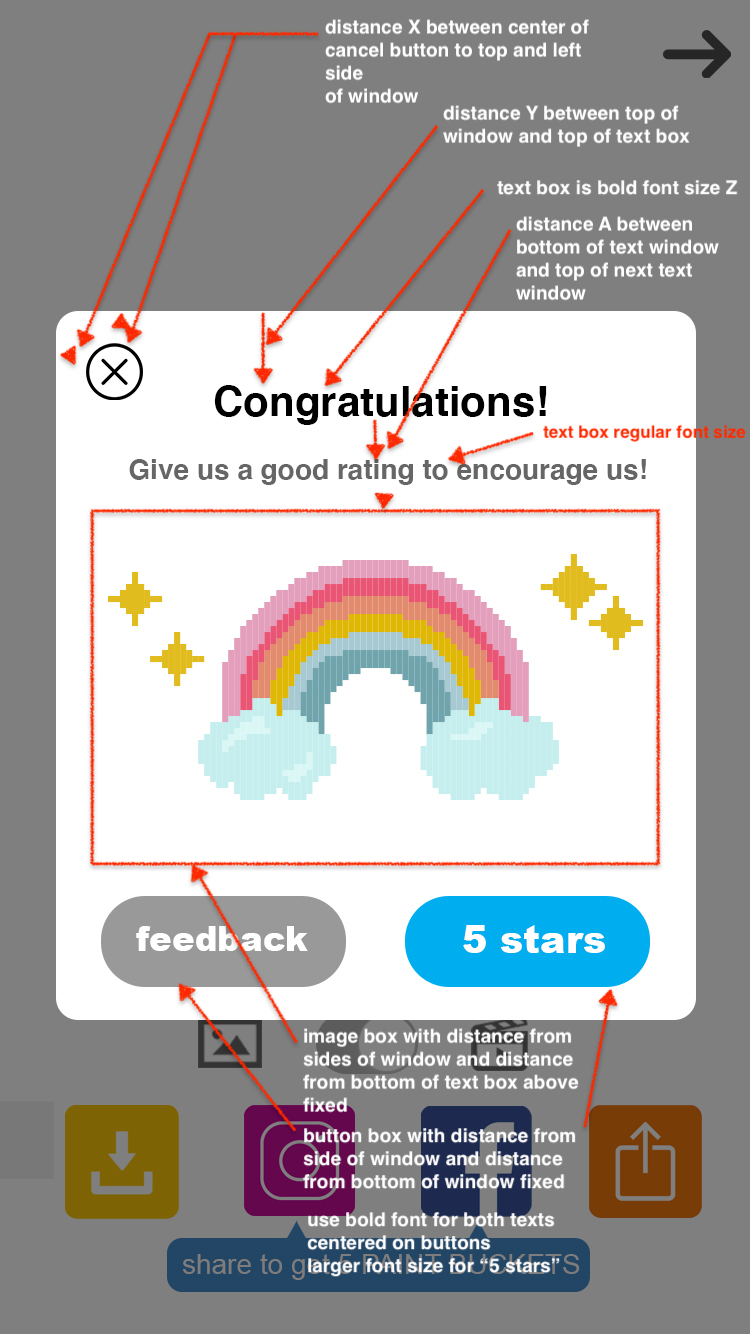 distance X between center of
cancel button to top and left
side
of window
distance Y between top of
window and top of text box
text box is bold font size Z
distance A between
bottom of text window
and top of next text
window
Congratulations!
text box regular font size
Give us a good rating to encourage us!
feedback
5 stars
image box with distance from
sides of window and distance
from bottom of text box above
fixed
button box with distance from
side of window and distance
from bottom of window fixed
use bold font for both texts
centered on buttons
larger font size for “5 stars”
share to get 5 PAINT BUCKETS